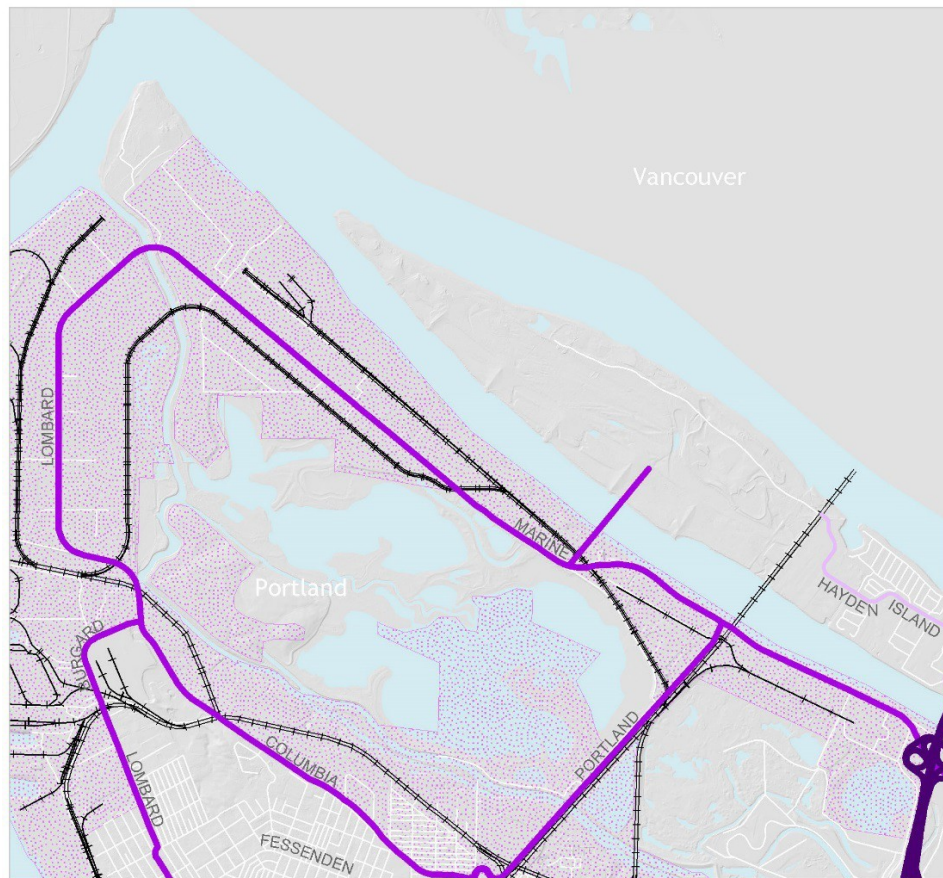 Vancouver
LOMBARD
MARINE
Portland
HAYDEN ISLAND
BURGARD
PORTLAND
COLUMBIA
LOMBARD
FESSENDEN